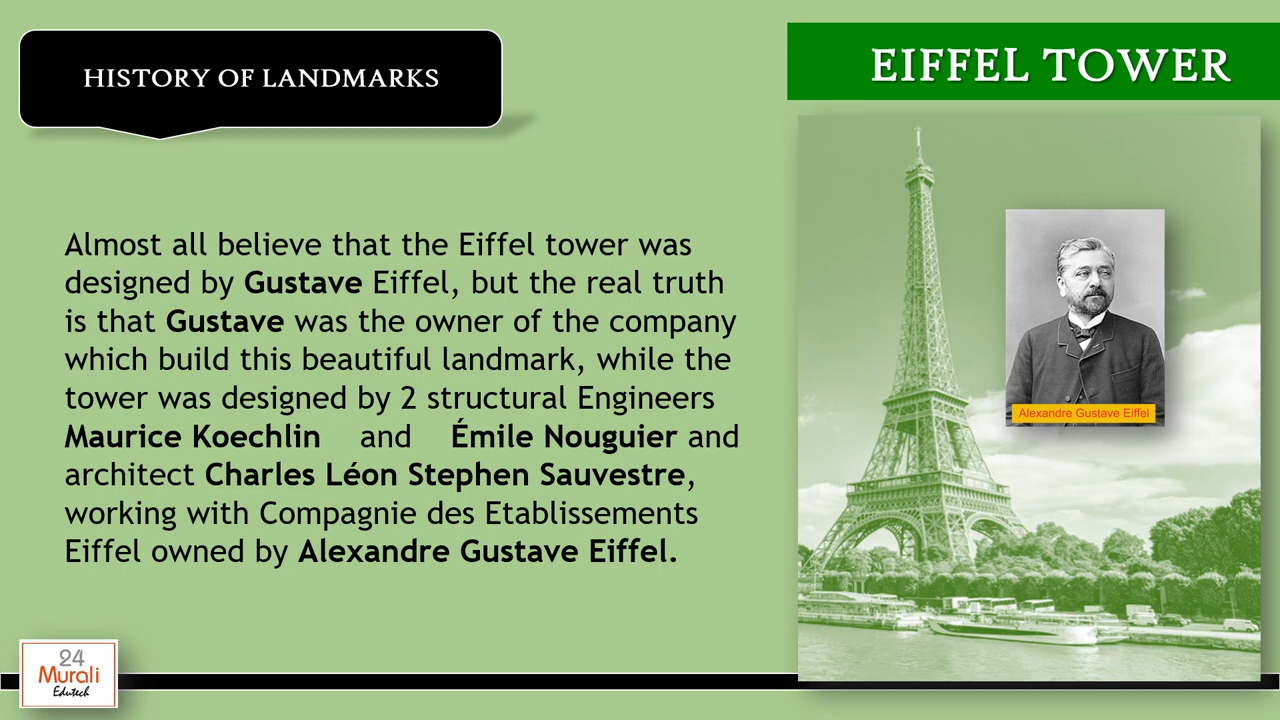 HISTORY OF LANDMARKS
EIFFEL TOWER
Almost all believe that the Eiffel tower was
designed by Gustave Eiffel, but the real truth
is that Gustave was the owner of the company
which build this beautiful landmark, while the
tower was designed by 2 structural Engineers
Maurice Koechlin and Émile Nouguier and
architect Charles Léon Stephen Sauvestre,
working with Compagnie des Etablissements
Eiffel owned by Alexandre Gustave Eiffel.
Alexandre Gustave Eiffel
24
Murali
Edutech